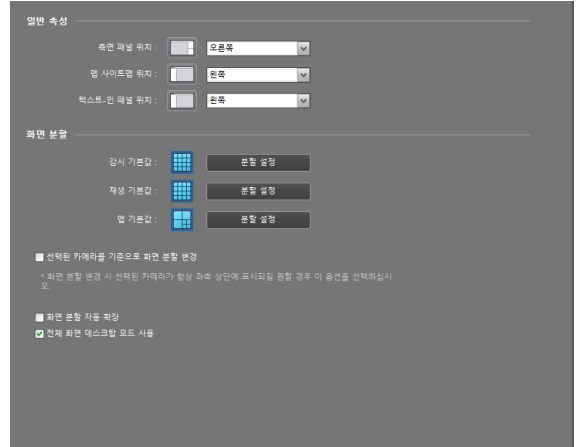 일반 속성
측면 패널 위치 :
오른쪽
맵 사이트맵 위치 :
왼쪽
텍스트-인 패널 위치 :
왼쪽
화면 분할
감시 기본값 :
분할 설정
재생 기본값 :
분할 설정
맵 기본값 :
분할 설정
선택된 카메라를 기준으로 화면 분할 변경
* 화면 분할 변경 시 선택된 카메라가 항상 좌측 상단에 표시되길 원할 경우 이 옵션을 선택하십시
오.
화면 분할 자동 확장
전체 화면 데스크탑 모드 사용